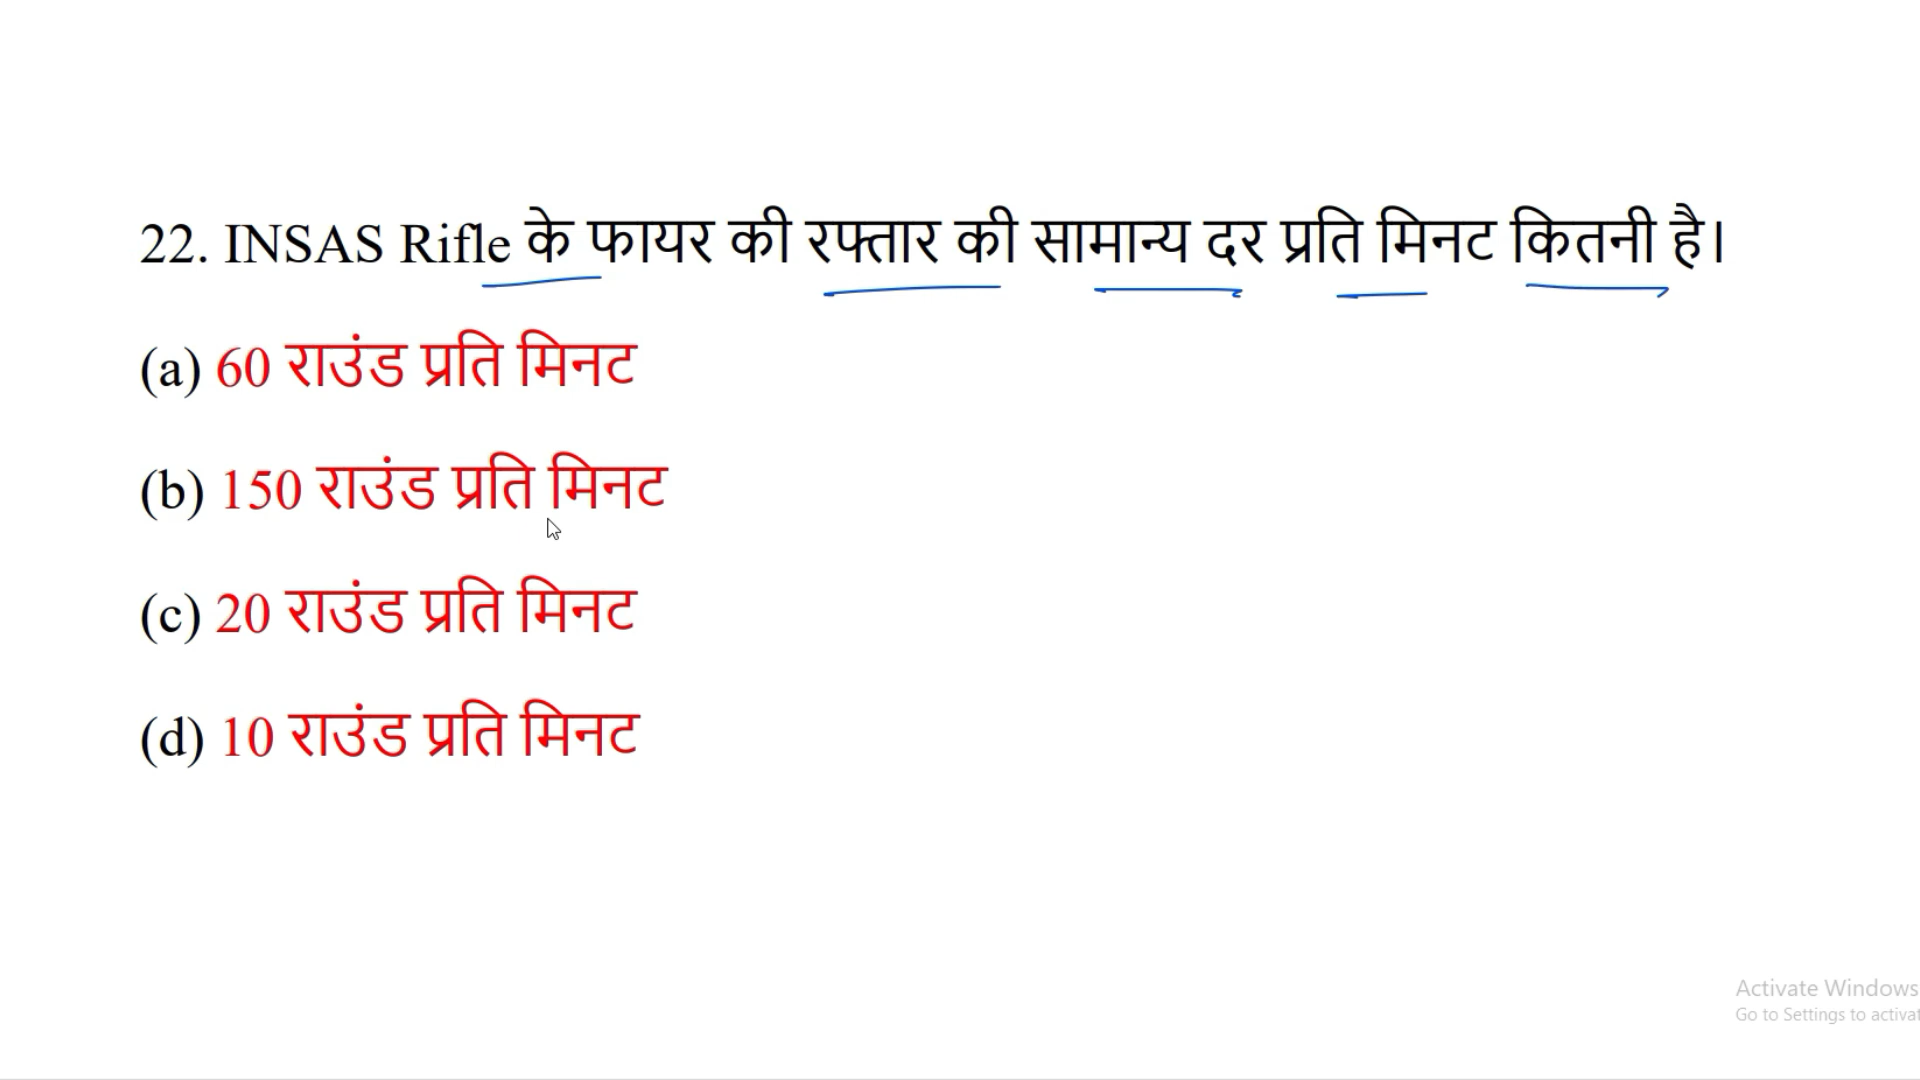 22. INSAS Rifle के फायर की रफ्तार की सामान्य दर प्रति मिनट कितनी है।
(a) 60 राउंड प्रति मिनट
(b) 150 राउंड प्रति मिनट
(c) 20 राउंड प्रति मिनट
(d) 10 राउंड प्रति मिनट
Activate Windows
Go to Settings to activat